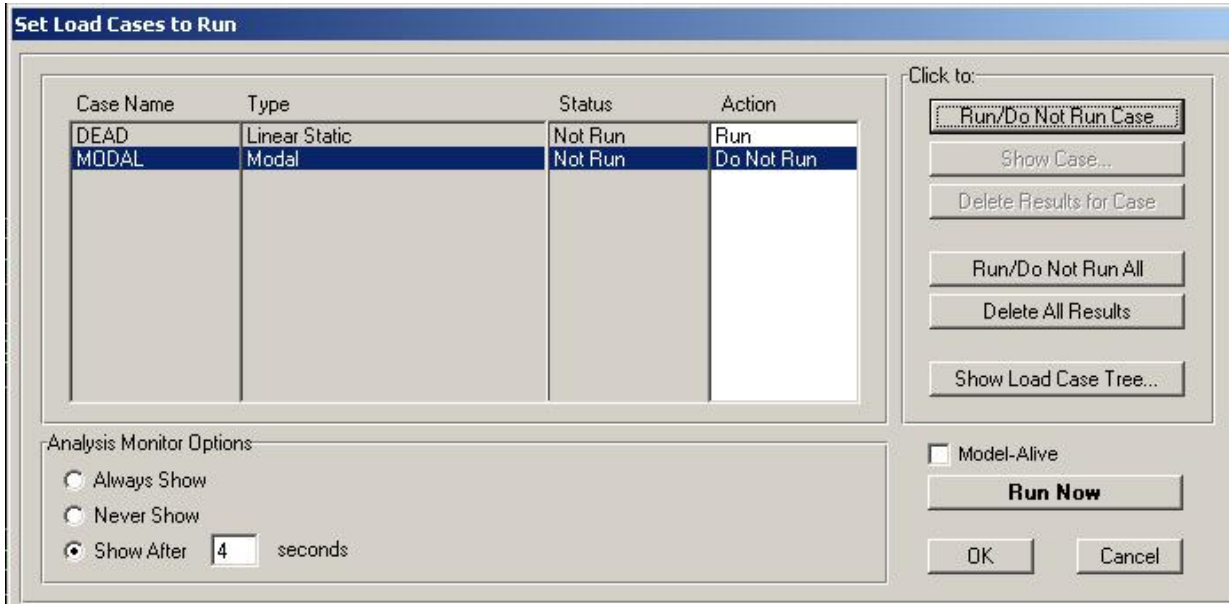 Set Load Cases to Run
Case Name Type Status Action
DEAD Linear Static Not Run Run
MODAL Modal Not Run Do Not Run
Click to:
Run/Do Not Run Case
Show Case...
Delete Results for Case
Run/Do Not Run All
Delete All Results
Show Load Case Tree...
Analysis Monitor Options
Always Show
Never Show
Show After 4 seconds
Model-Alive
Run Now
OK Cancel